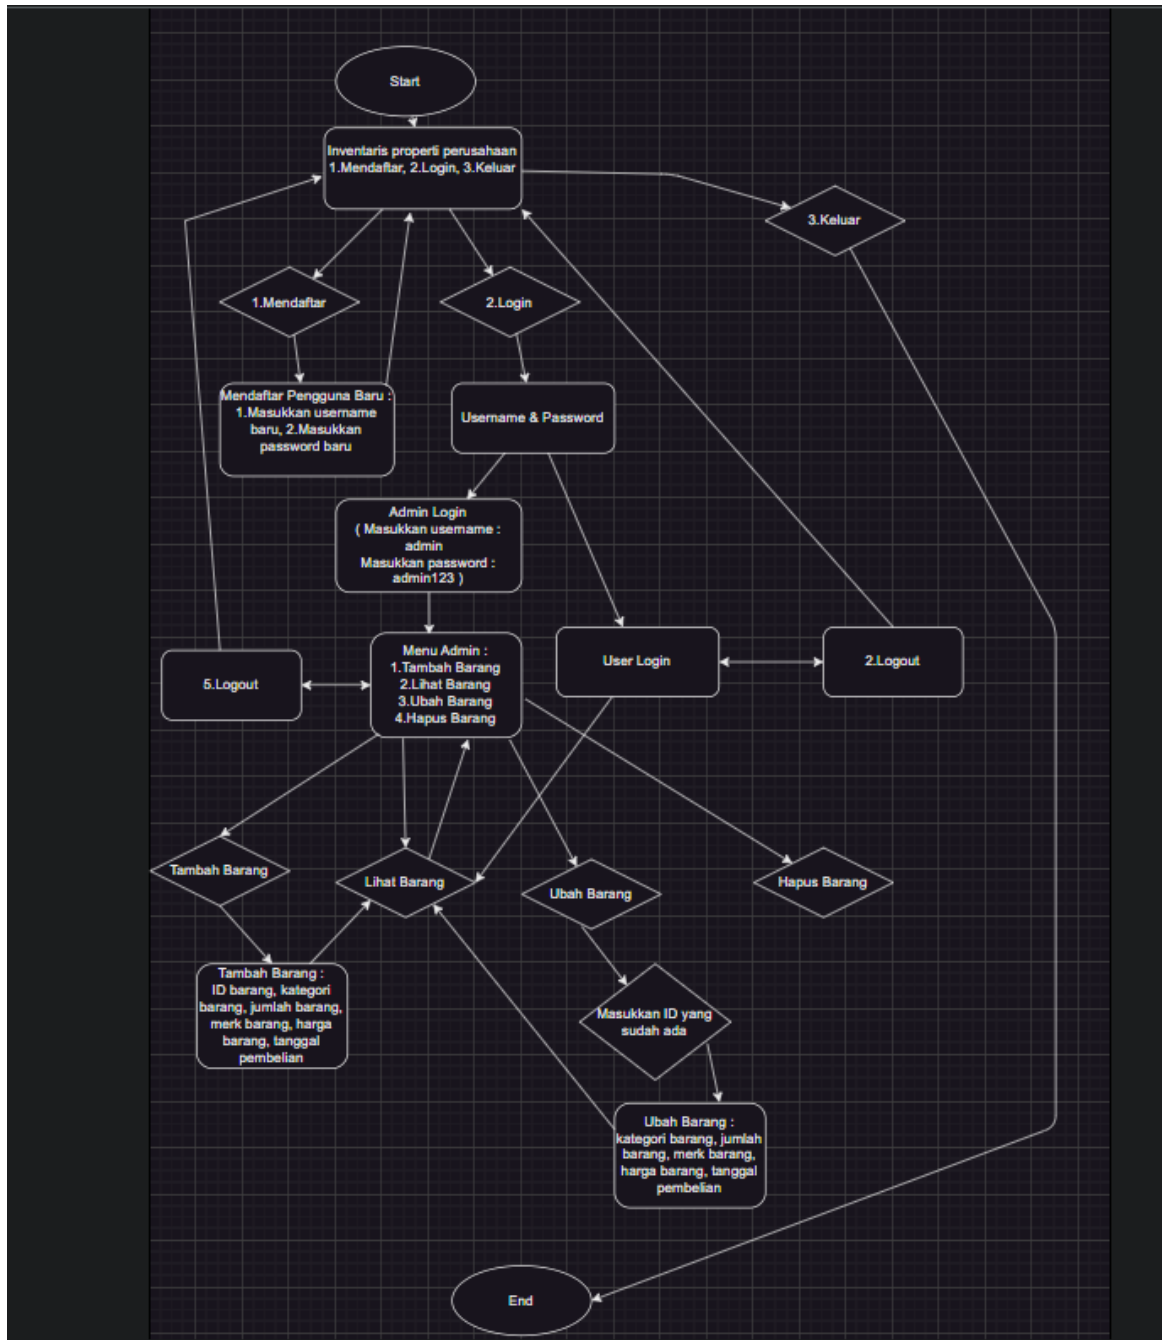 Start
Inventaris properti perusahaan
1.Mendaftar, 2.Login, 3.Keluar
3.Keluar
1.Mendaftar
2.Login
Mendaftar Pengguna Baru :
1.Masukkan username
baru, 2.Masukkan
password baru
Username & Password
Admin Login
( Masukkan username :
admin
Masukkan password :
admin123 )
Menu Admin :
1.Tambah Barang
2.Lihat Barang
3.Ubah Barang
4.Hapus Barang
User Login
2.Logout
5.Logout
Tambah Barang
Lihat Barang
Ubah Barang
Hapus Barang
Tambah Barang :
ID barang, kategori
barang, jumlah barang,
merk barang, harga
barang, tanggal
pembelian
Masukkan ID yang
sudah ada
Ubah Barang :
kategori barang, jumlah
barang, merk barang,
harga barang, tanggal
pembelian
End